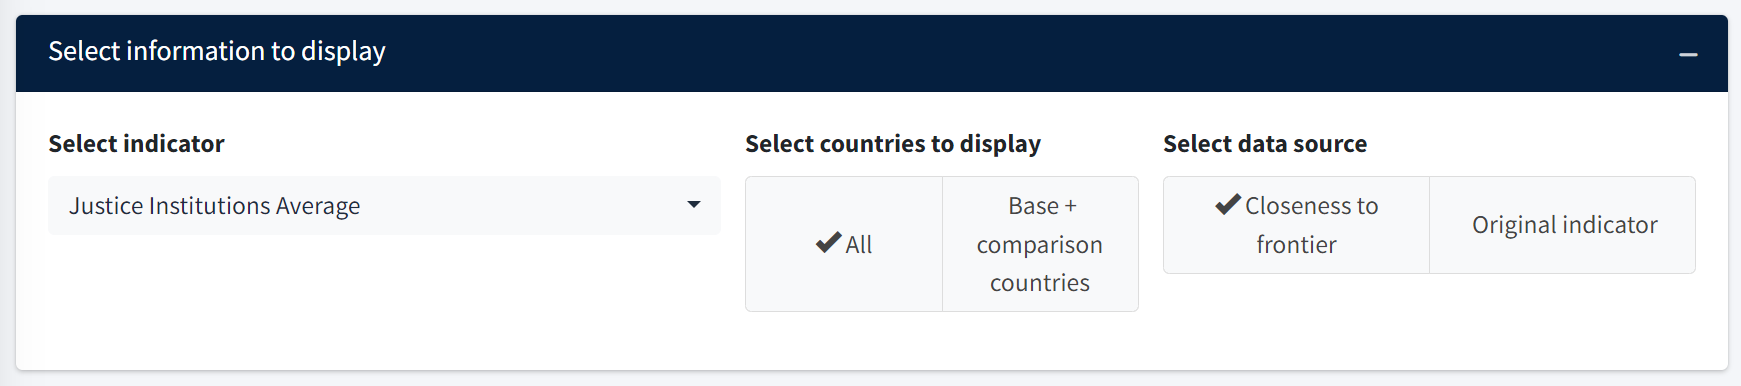 Select information to display
Select indicator
Justice Institutions Average
Select countries to display
All
Base +
comparison
countries
Select data source
Closeness to
frontier
Original indicator